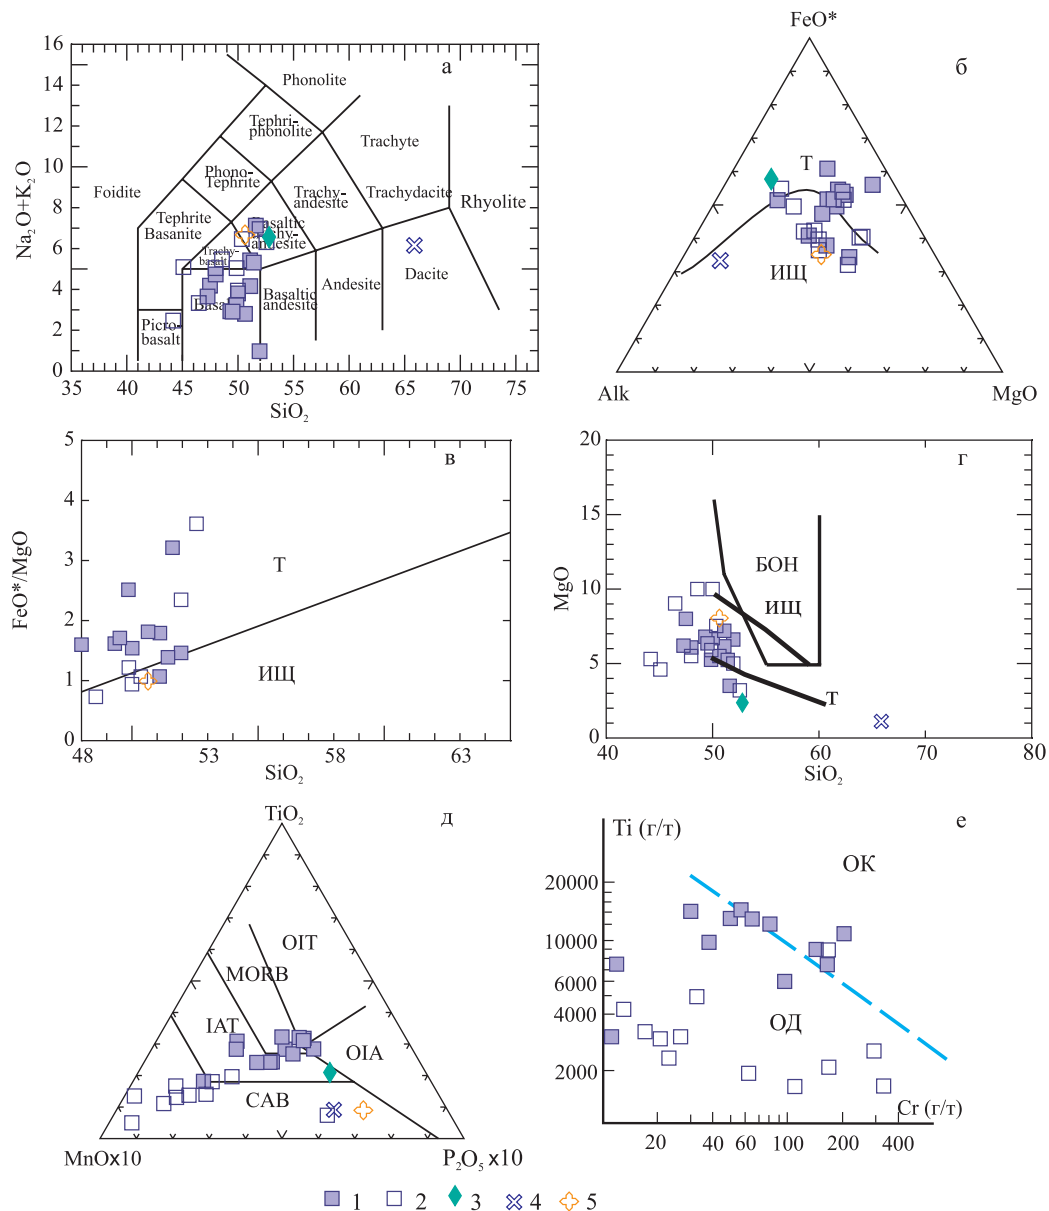 а
16
14
12
10
8
6
4
2
0
Na₂O+K₂O
35 40 45 50 55 60 65 70 75
SiO₂
Phonolite
Tephri-
phonolite
Trachyte
Phono-
Tephrite
Foidite
Trachy-
andesite
Trachydacite
Rhyolite
Tephrite
Basanite
Basaltic
trachy-
andesite
Trachy-
basalt
Dacite
Andesite
Basalt
Basaltic
andesite
Picro-
basalt
б
FeO*
Т
ИЩ
Alk
MgO
в
5
4
3
2
1
0
FeO*/MgO
Т
ИЩ
48 53 58 63
SiO₂
г
20
15
10
5
0
MgO
БОН
ИЩ
Т
40 50 60 70 80
SiO₂
д
TiO₂
OIT
MORB
IAT
OIA
CAB
MnOx10
P₂O₅ x10
е
Ti (г/т)
ОК
20000
10000
6000
4000
2000
ОД
Cr (г/т)
20 40 60 100 200 400
1 2 3 4 5